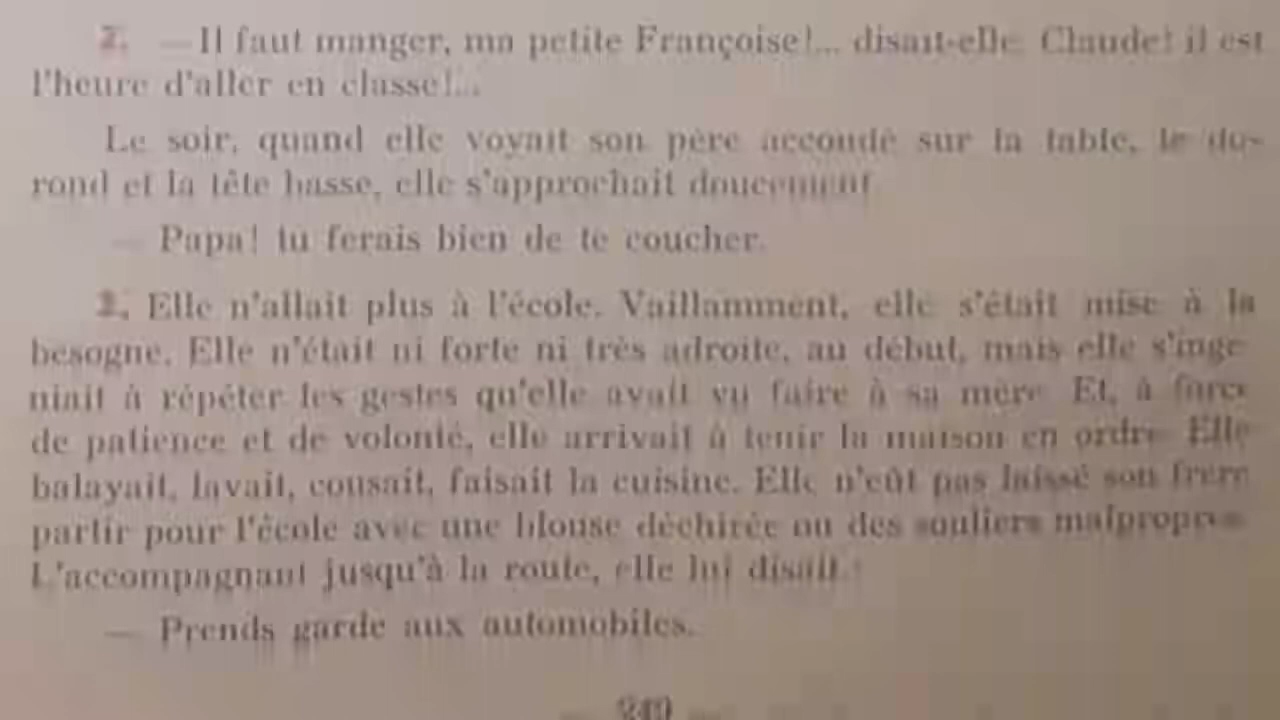 2. — Il faut manger, ma petite Françoise!... disait-elle. Claude! il est
l'heure d'aller en classe!...
Le soir, quand elle voyait son père accoudé sur la table, le dos
rond et la tête basse, elle s'approchait doucement
— Papa! tu ferais bien de te coucher.
3. Elle n'allait plus à l'école. Vaillamment, elle s'était mise à la
besogne. Elle n'était ni forte ni très adroite, au début, mais elle s'ingé-
niait à répéter les gestes qu'elle avait vu faire à sa mère. Et, à force
de patience et de volonté, elle arrivait à tenir la maison en ordre. Elle
balayait, lavait, cousait, faisait la cuisine. Elle n'eût pas laissé son frère
partir pour l'école avec une blouse déchirée ou des souliers malpropres.
L'accompagnant jusqu'à la route, elle lui disait :
— Prends garde aux automobiles.
— 249 —